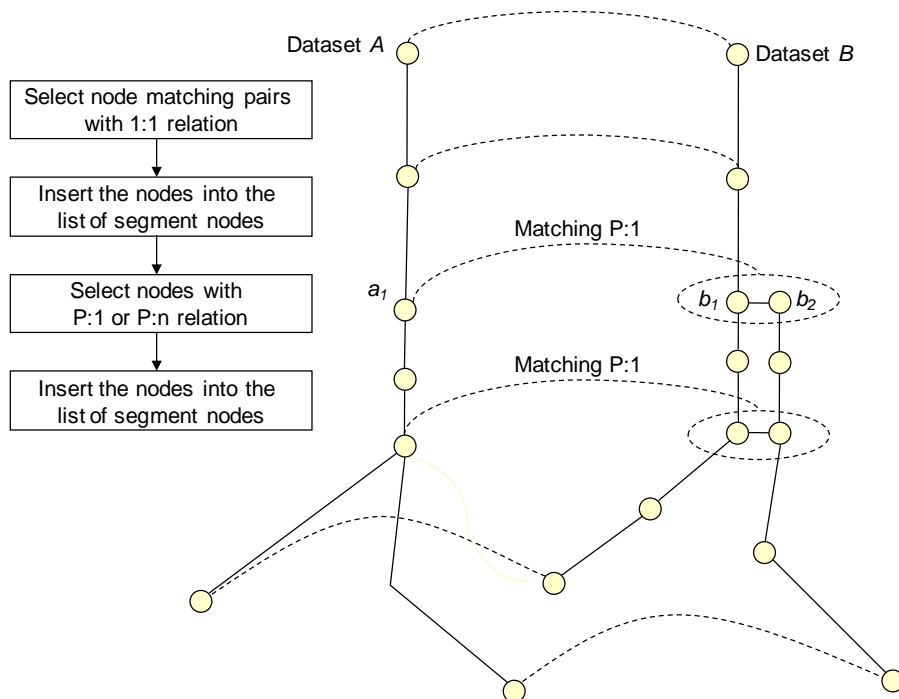 Dataset A
Dataset B
Select node matching pairs
with 1:1 relation
Insert the nodes into the
list of segment nodes
Select nodes with
P:1 or P:n relation
Insert the nodes into the
list of segment nodes
Matching P:1
a1
b1
b2
Matching P:1